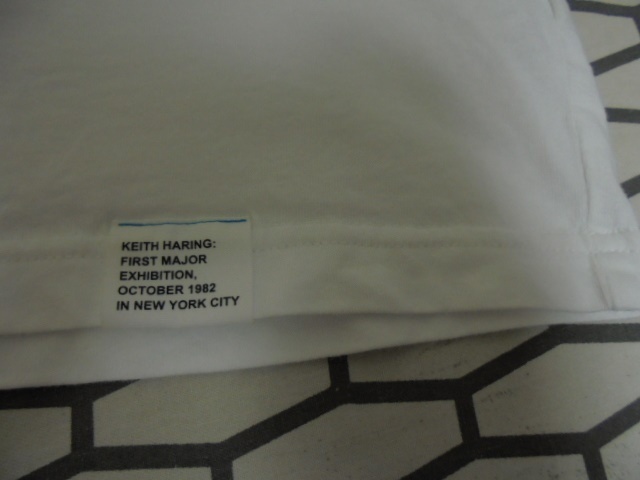 KEITH HARING:
FIRST MAJOR
EXHIBITION,
OCTOBER 1982
IN NEW YORK CITY